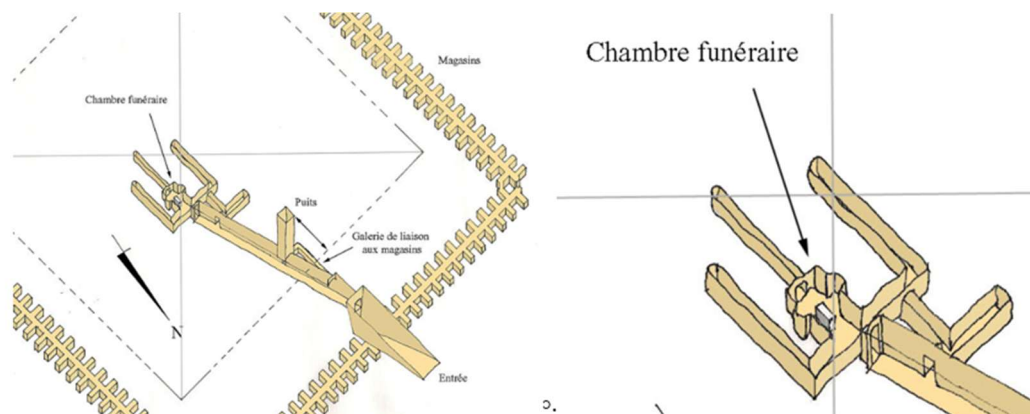 Magasins
Chambre funéraire
Puits
Galerie de liaison
aux magasins
N
Entrée
Chambre funéraire